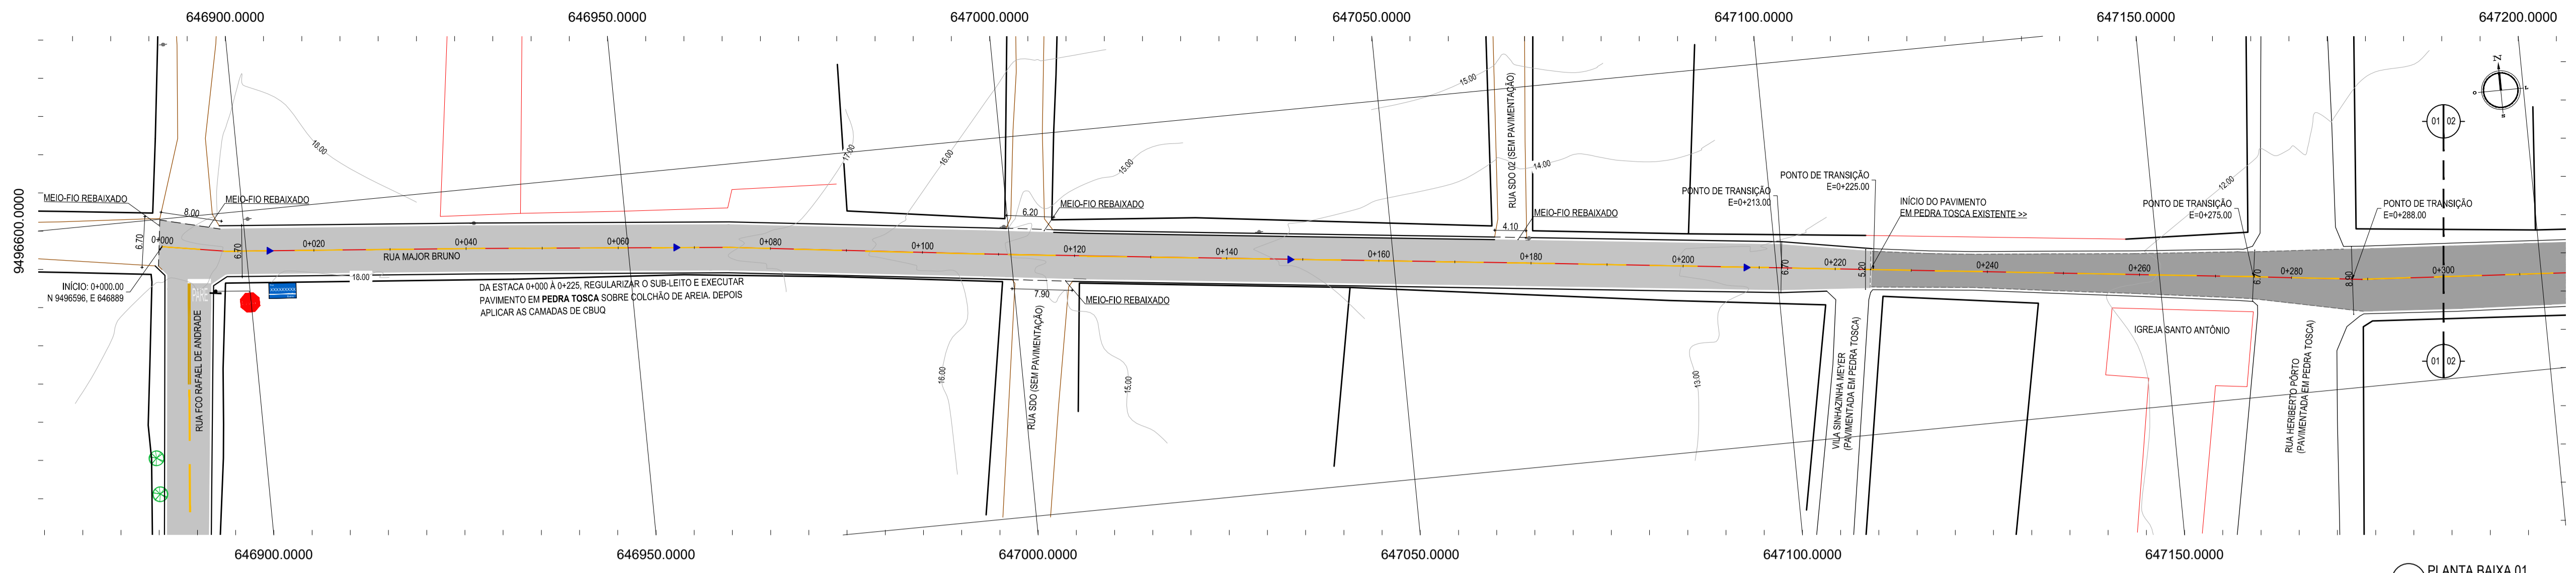 646900.0000
646950.0000
647000.0000
647050.0000
647100.0000
647150.0000
647200.0000
9496600.0000
MEIO-FIO REBAIXADO
8.00
MEIO-FIO REBAIXADO
18.00
6.70
0+000
6.70
INÍCIO: 0+000.00
N 9496596, E 646889
RUA FCO RAFAEL DE ANDRADE
PARE
0+020
0+040
0+060
0+080
0+100
0+120
0+140
0+160
0+180
0+200
0+220
0+240
0+260
0+280
0+300
RUA MAJOR BRUNO
18.00
DA ESTACA 0+000 À 0+225, REGULARIZAR O SUB-LEITO E EXECUTAR
PAVIMENTO EM PEDRA TOSCA SOBRE COLCHÃO DE AREIA. DEPOIS
APLICAR AS CAMADAS DE CBUQ
17.00
16.00
15.00
6.20
MEIO-FIO REBAIXADO
7.90
MEIO-FIO REBAIXADO
RUA SDO (SEM PAVIMENTAÇÃO)
16.00
15.00
15.00
14.00
RUA SDO 02 (SEM PAVIMENTAÇÃO)
4.10
MEIO-FIO REBAIXADO
13.00
PONTO DE TRANSIÇÃO
E=0+213.00
6.70
PONTO DE TRANSIÇÃO
E=0+225.00
5.20
INÍCIO DO PAVIMENTO
EM PEDRA TOSCA EXISTENTE >>
VILA SINHAZINHA MEYER
(PAVIMENTADA EM PEDRA TOSCA)
12.00
PONTO DE TRANSIÇÃO
E=0+275.00
6.70
PONTO DE TRANSIÇÃO
E=0+288.00
8.90
IGREJA SANTO ANTÔNIO
RUA HERIBERTO PÔRTO
(PAVIMENTADA EM PEDRA TOSCA)
N
O
L
S
01 02
01 02
646900.0000
646950.0000
647000.0000
647050.0000
647100.0000
647150.0000
PLANTA BAIXA 01